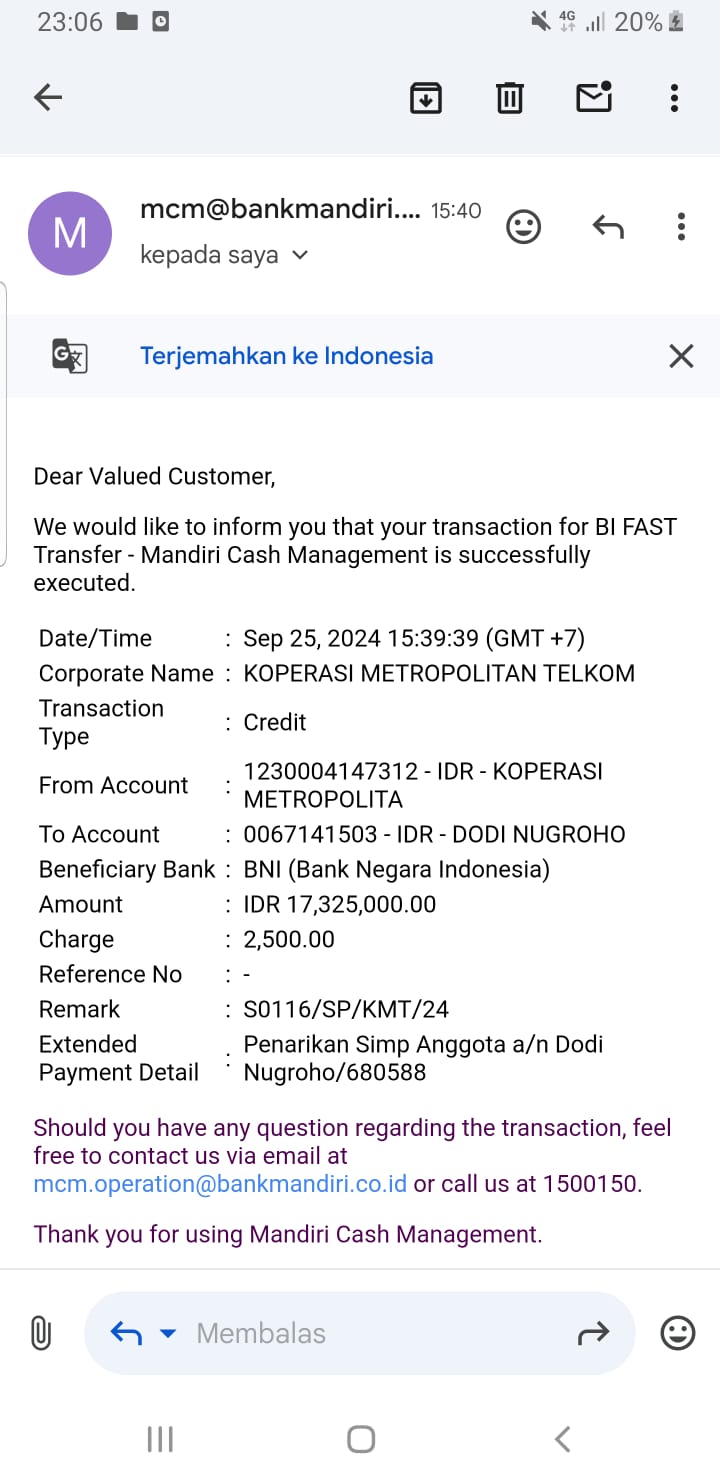 23:06
4G 20%
mcm@bankmandiri.... 15:40
M
kepada saya
G文 Terjemahkan ke Indonesia
Dear Valued Customer,
We would like to inform you that your transaction for BI FAST
Transfer - Mandiri Cash Management is successfully
executed.
Date/Time : Sep 25, 2024 15:39:39 (GMT +7)
Corporate Name : KOPERASI METROPOLITAN TELKOM
Transaction
Type : Credit
From Account : 1230004147312 - IDR - KOPERASI
METROPOLITA
To Account : 0067141503 - IDR - DODI NUGROHO
Beneficiary Bank : BNI (Bank Negara Indonesia)
Amount : IDR 17,325,000.00
Charge : 2,500.00
Reference No : -
Remark : S0116/SP/KMT/24
Extended
Payment Detail : Penarikan Simp Anggota a/n Dodi
Nugroho/680588
Should you have any question regarding the transaction, feel
free to contact us via email at
mcm.operation@bankmandiri.co.id or call us at 1500150.
Thank you for using Mandiri Cash Management.
Membalas